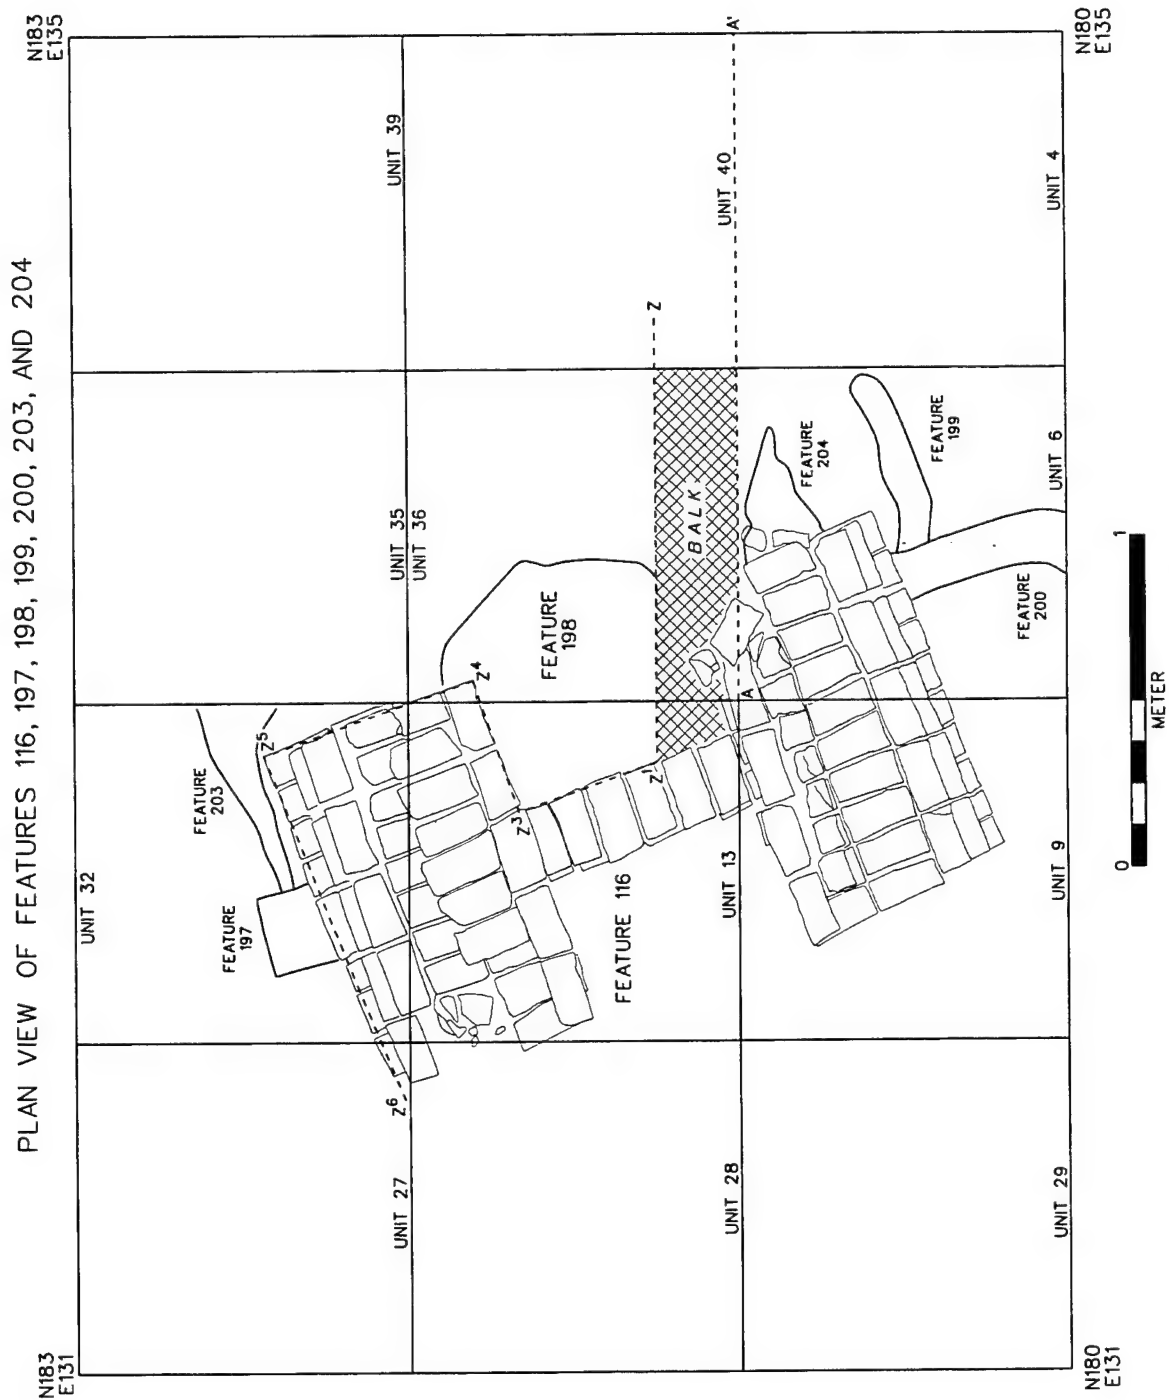 PLAN VIEW OF FEATURES 116, 197, 198, 199, 200, 203, AND 204
N183
E131
N183
E135
UNIT 32
FEATURE
197
FEATURE
203
Z⁵
UNIT 27
Z⁶
UNIT 35
UNIT 36
UNIT 39
Z⁴
Z³
FEATURE
198
FEATURE 116
Z¹
Z
BALK
UNIT 28
UNIT 13
A
UNIT 40
A'
FEATURE
204
FEATURE
199
FEATURE
200
UNIT 29
UNIT 9
UNIT 6
UNIT 4
N180
E131
N180
E135
0
1
METER